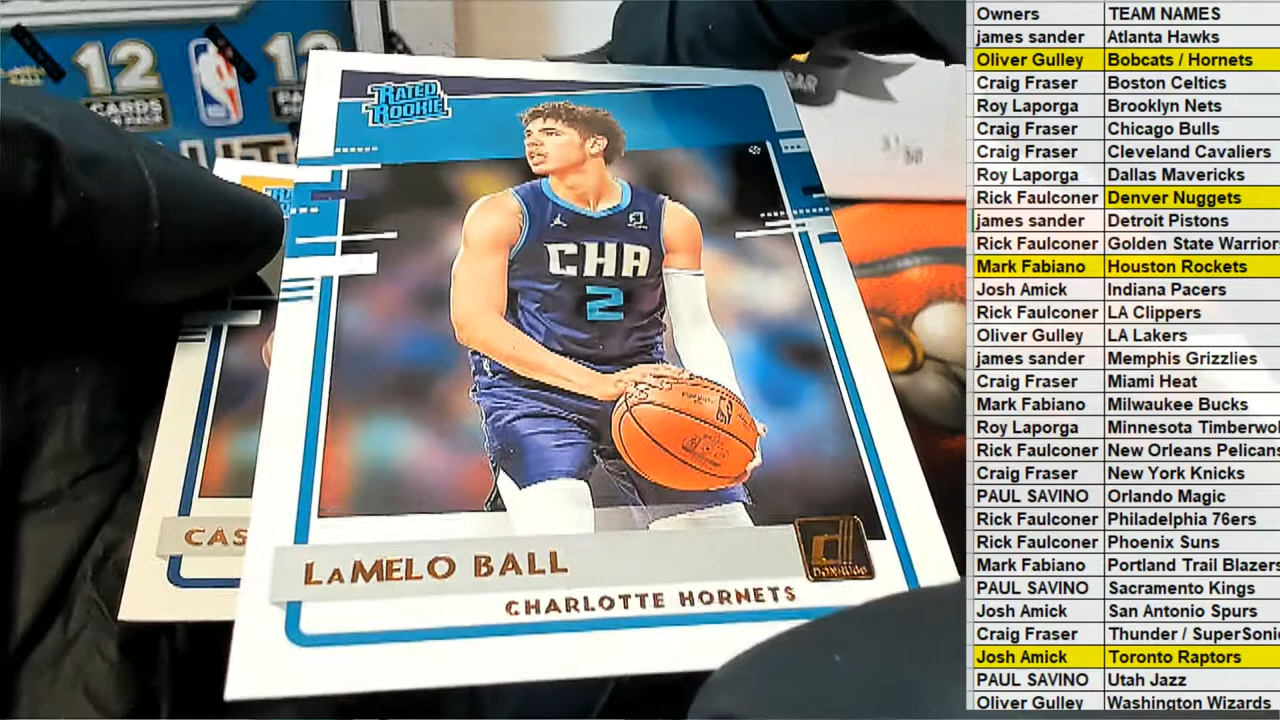 12
CARDS
12
RATED
ROOKIE
CHA
2
LAMELO BALL
CHARLOTTE HORNETS
DONRUSS
CAS
Owners TEAM NAMES
james sander Atlanta Hawks
Oliver Gulley Bobcats / Hornets
Craig Fraser Boston Celtics
Roy Laporga Brooklyn Nets
Craig Fraser Chicago Bulls
Craig Fraser Cleveland Cavaliers
Roy Laporga Dallas Mavericks
Rick Faulconer Denver Nuggets
james sander Detroit Pistons
Rick Faulconer Golden State Warrior
Mark Fabiano Houston Rockets
Josh Amick Indiana Pacers
Rick Faulconer LA Clippers
Oliver Gulley LA Lakers
james sander Memphis Grizzlies
Craig Fraser Miami Heat
Mark Fabiano Milwaukee Bucks
Roy Laporga Minnesota Timberwol
Rick Faulconer New Orleans Pelicans
Craig Fraser New York Knicks
PAUL SAVINO Orlando Magic
Rick Faulconer Philadelphia 76ers
Rick Faulconer Phoenix Suns
Mark Fabiano Portland Trail Blazers
PAUL SAVINO Sacramento Kings
Josh Amick San Antonio Spurs
Craig Fraser Thunder / SuperSonic
Josh Amick Toronto Raptors
PAUL SAVINO Utah Jazz
Oliver Gulley Washington Wizards